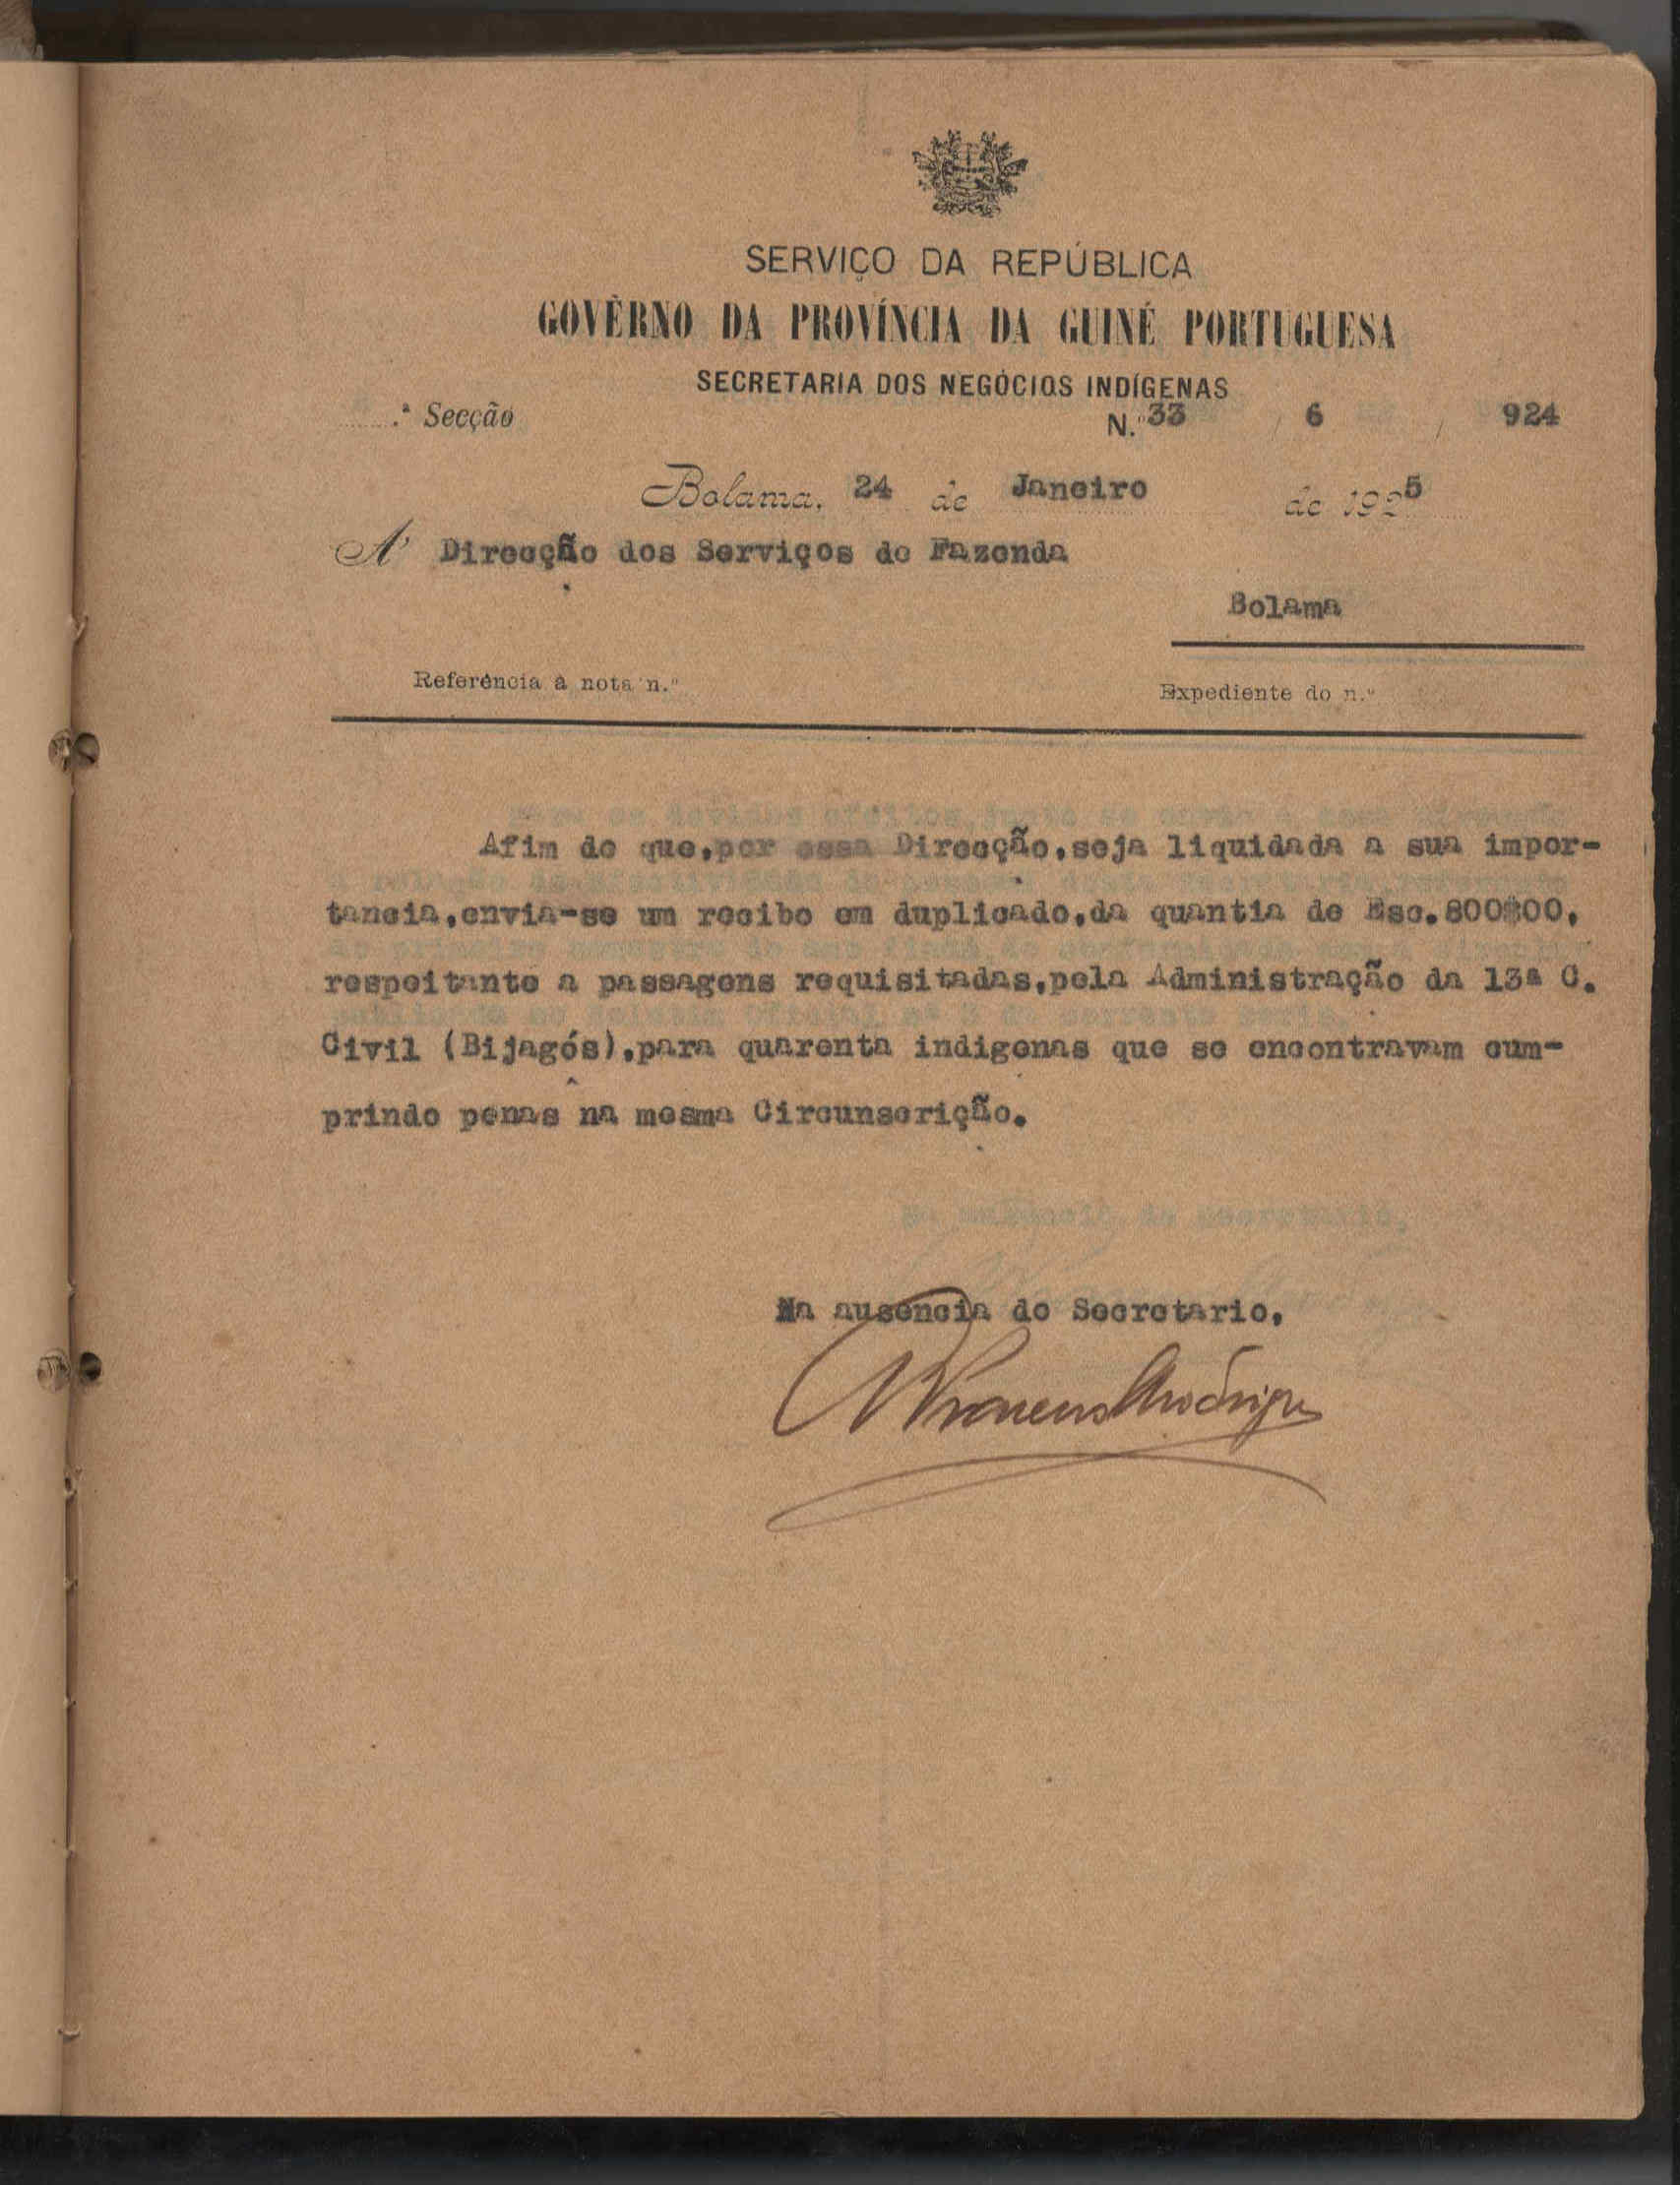 SERVIÇO DA REPÚBLICA
GOVÊRNO DA PROVÍNCIA DA GUINÉ PORTUGUESA
SECRETARIA DOS NEGÓCIOS INDÍGENAS
.ª Secção N.º 33 / 6 / 924
Bolama, 24 de Janeiro de 1925
A' Direcção dos Serviços de Fazenda
Bolama
Referência à nota n.º Expediente do n.º
Afim de que,por essa Direcção,seja liquidada a sua impor-
tancia,envia-se um recibo em duplicado,da quantia de Esc.800$00,
respeitante a passagens requisitadas,pela Administração da 13ª C.
Civil (Bijagós),para quarenta indigenas que se encontravam cum-
prindo penas na mesma Circunscrição.
Na ausencia do Secretario,